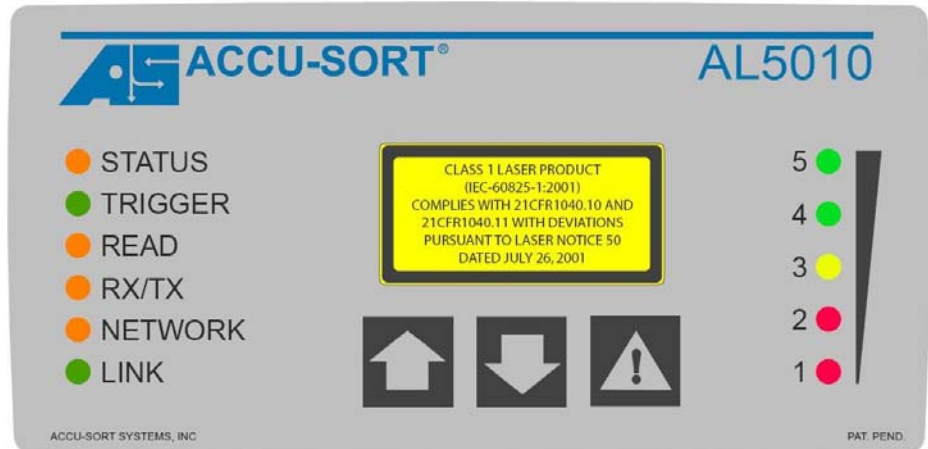 AS ACCU-SORT® AL5010
STATUS
TRIGGER
READ
RX/TX
NETWORK
LINK
CLASS 1 LASER PRODUCT
(IEC-60825-1:2001)
COMPLIES WITH 21CFR1040.10 AND
21CFR1040.11 WITH DEVIATIONS
PURSUANT TO LASER NOTICE 50
DATED JULY 26, 2001
5
4
3
2
1
ACCU-SORT SYSTEMS, INC
PAT. PEND.